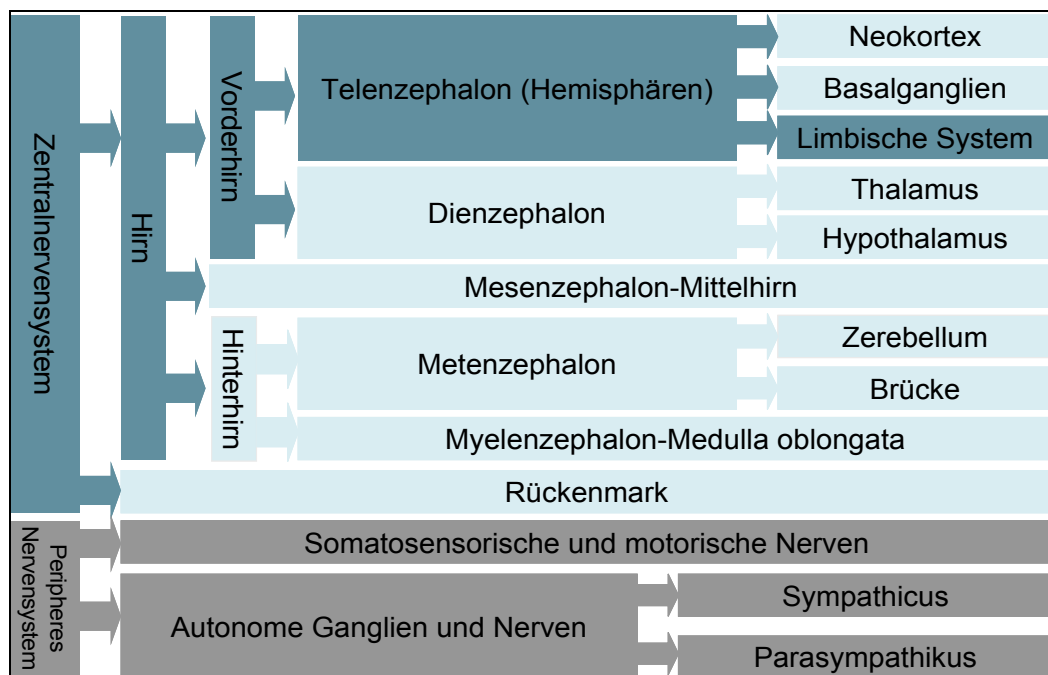 Zentralnervensystem
Hirn
Vorderhirn
Telenzephalon (Hemisphären)
Neokortex
Basalganglien
Limbische System
Dienzephalon
Thalamus
Hypothalamus
Mesenzephalon-Mittelhirn
Hinterhirn
Metenzephalon
Zerebellum
Brücke
Myelenzephalon-Medulla oblongata
Rückenmark
Peripheres
Nervensystem
Somatosensorische und motorische Nerven
Autonome Ganglien und Nerven
Sympathicus
Parasympathikus